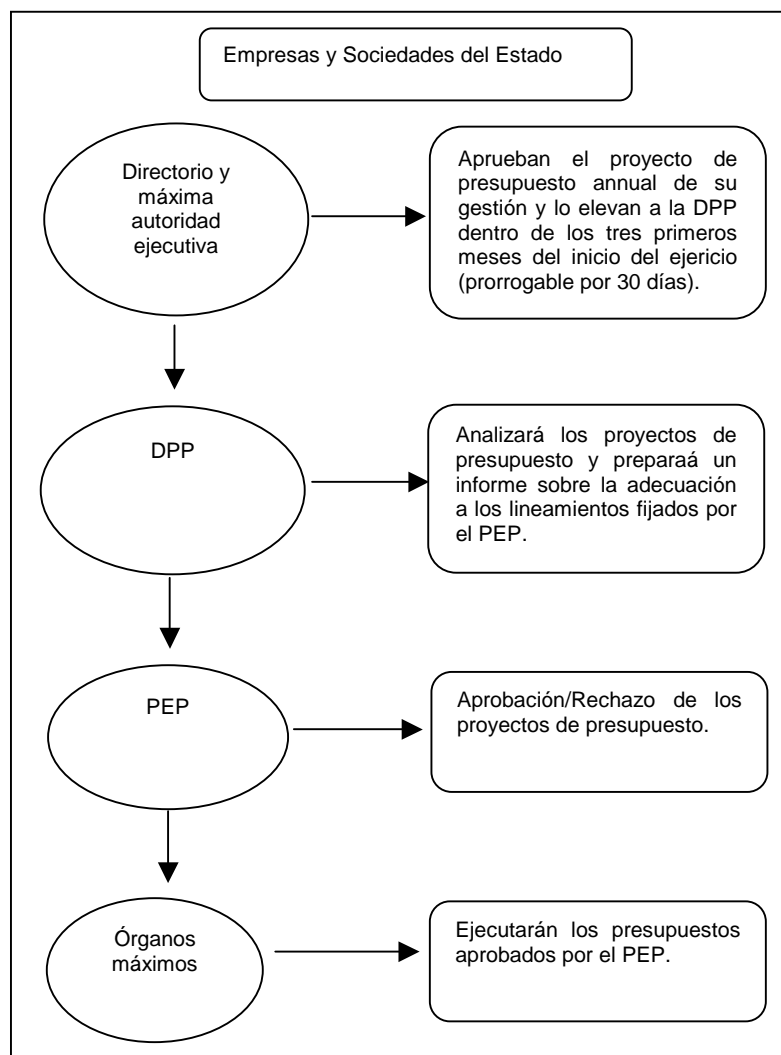 Empresas y Sociedades del Estado
Directorio y
máxima
autoridad
ejecutiva
Aprueban el proyecto de
presupuesto annual de su
gestión y lo elevan a la DPP
dentro de los tres primeros
meses del inicio del ejericio
(prorrogable por 30 días).
DPP
Analizará los proyectos de
presupuesto y preparaá un
informe sobre la adecuación
a los lineamientos fijados por
el PEP.
PEP
Aprobación/Rechazo de los
proyectos de presupuesto.
Órganos
máximos
Ejecutarán los presupuestos
aprobados por el PEP.